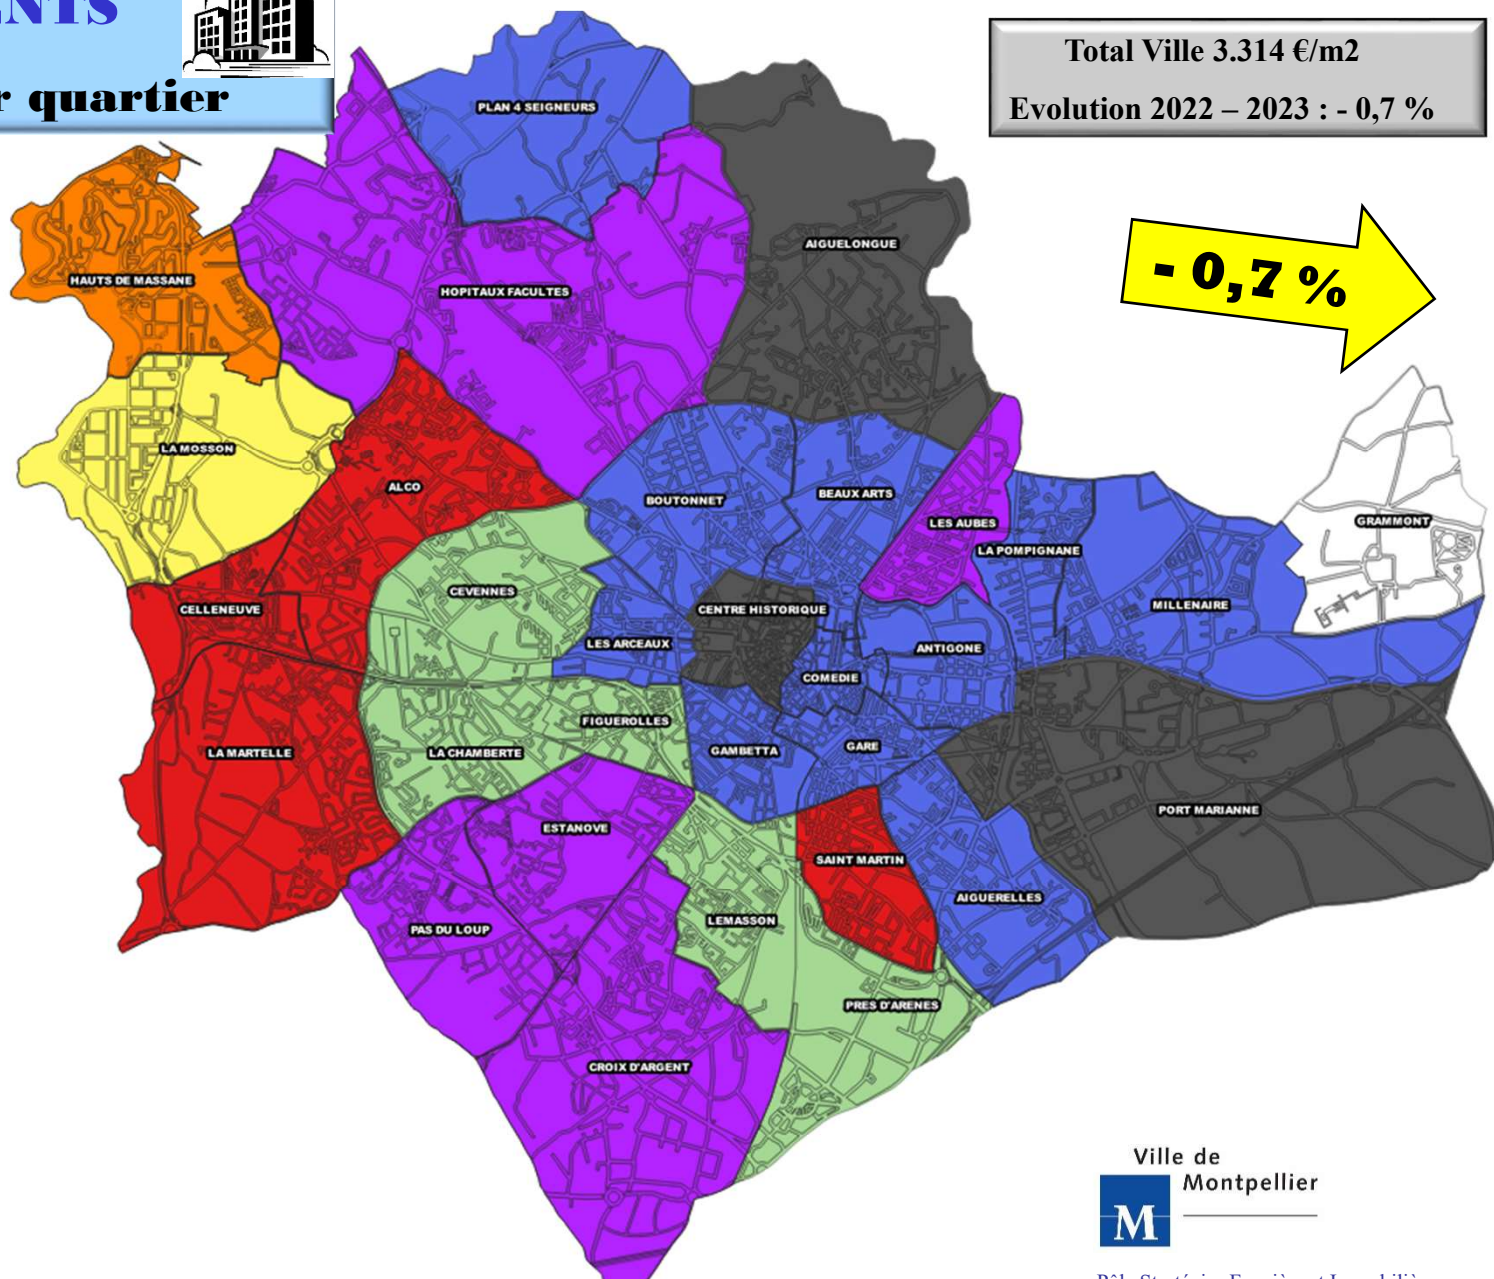 ENTS
r quartier
Total Ville 3.314 €/m2
Evolution 2022 – 2023 : - 0,7 %
- 0,7 %
PLAN 4 SEIGNEURS
AIGUELONGUE
HAUTS DE MASSANE
HOPITAUX FACULTES
LA MOSSON
ALCO
BOUTONNET
BEAUX ARTS
LES AUBES
GRAMMONT
LA POMPIGNANE
CEVENNES
MILLENAIRE
CELLENEUVE
CENTRE HISTORIQUE
LES ARCEAUX
ANTIGONE
COMEDIE
FIGUEROLLES
LA MARTELLE
LA CHAMBERTE
GAMBETTA
GARE
PORT MARIANNE
ESTANOVE
SAINT MARTIN
AIGUERELLES
LEMASSON
PAS DU LOUP
PRES D'ARENES
CROIX D'ARGENT
Ville de
Montpellier
M